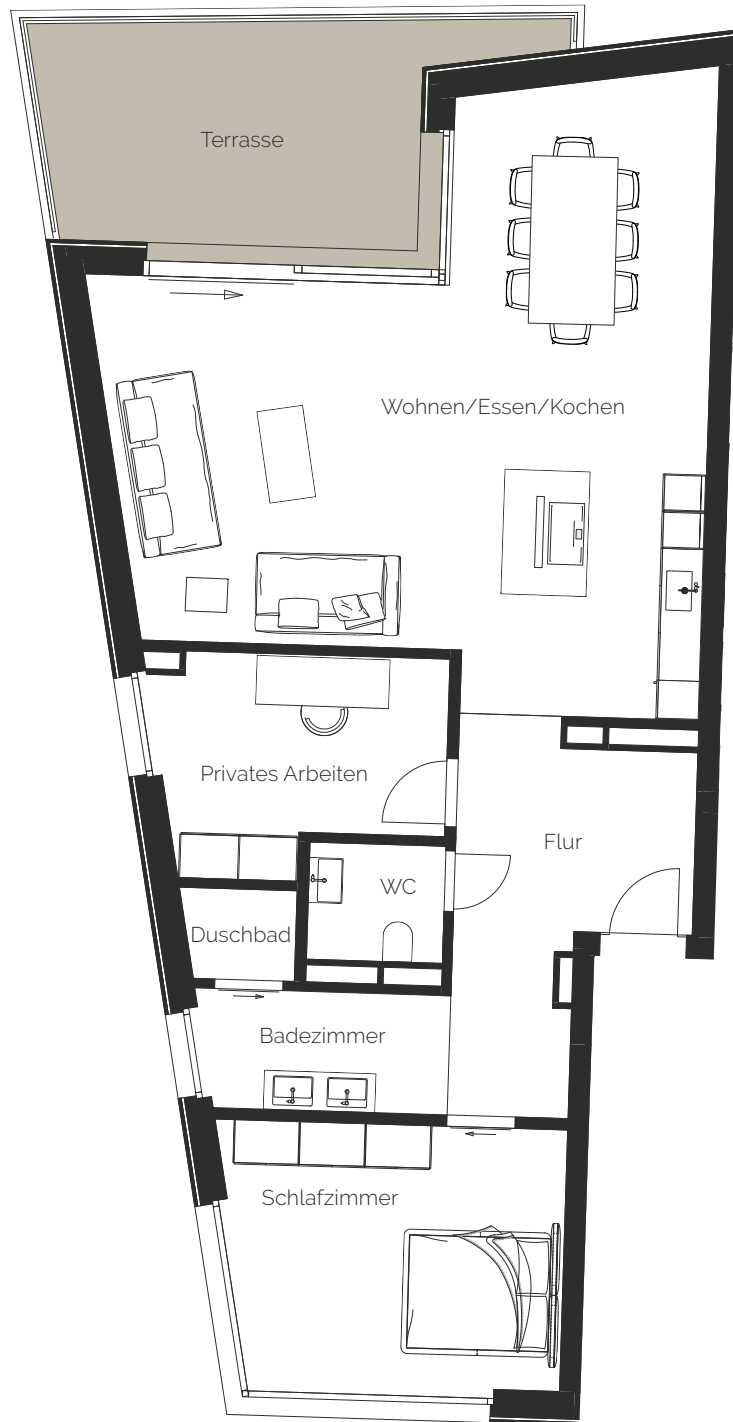 Terrasse
Wohnen/Essen/Kochen
Privates Arbeiten
Flur
WC
Duschbad
Badezimmer
Schlafzimmer